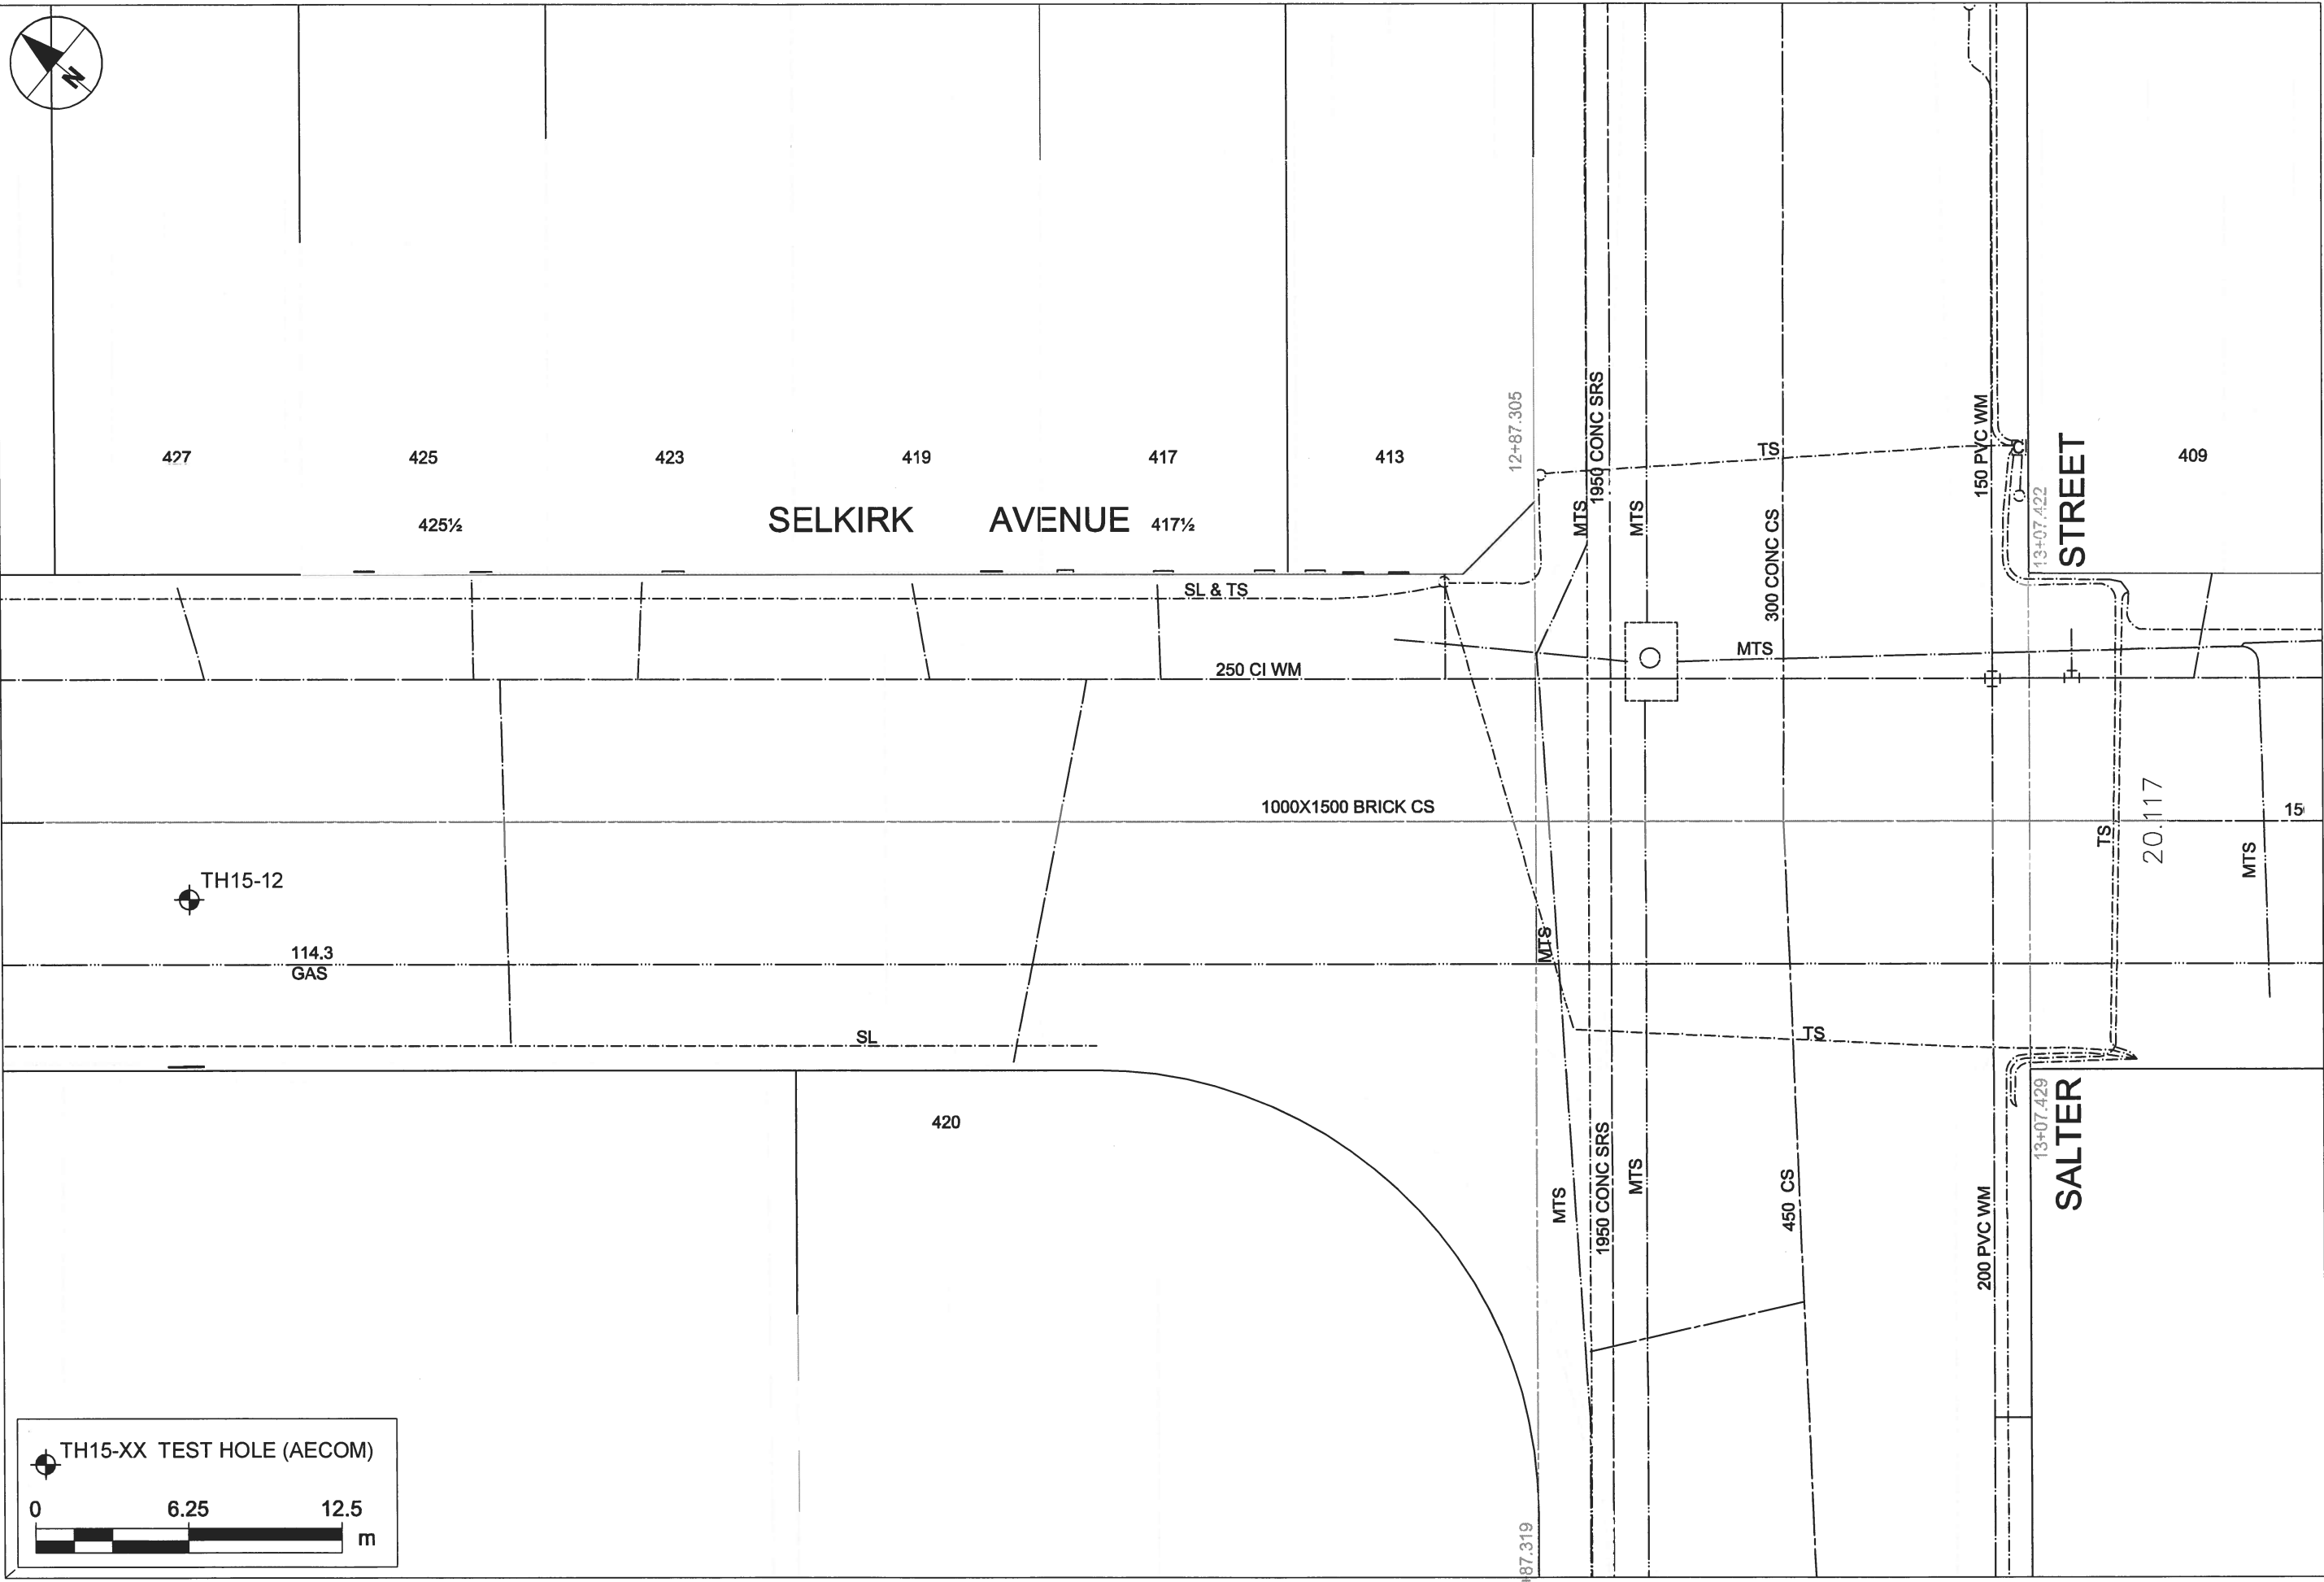 N
12+87.305
1950 CONC SRS
150 PVC WM
TS
427
425
423
419
417
413
409
STREET
13+07.422
425½
SELKIRK AVENUE
417½
MTS
MTS
300 CONC CS
SL & TS
MTS
250 CI WM
1000X1500 BRICK CS
20.117
TS
MTS
TH15-12
MTS
114.3
GAS
SL
TS
13+07.429
SALTER
420
1950 CONC SRS
MTS
MTS
450 CS
200 PVC WM
TH15-XX TEST HOLE (AECOM)
0 6.25 12.5
m
+87.319